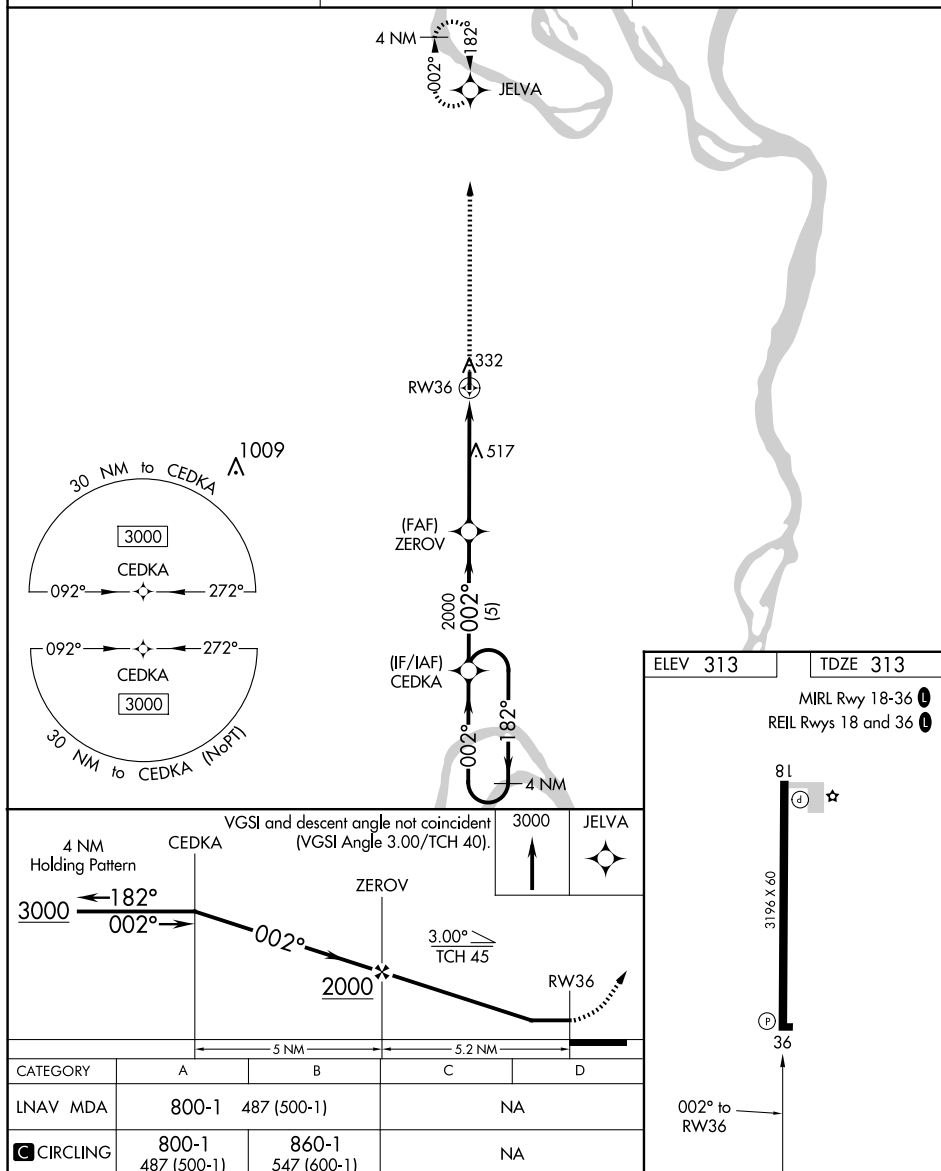 4 NM
182°
002°
JELVA
332
RW36
517
1009
30 NM to CEDKA
3000
CEDKA
092°
272°
092°
272°
CEDKA
3000
30 NM to CEDKA (NoPT)
(FAF)
ZEROV
2000
002°
(5)
(IF/IAF)
CEDKA
002°
182°
4 NM
ELEV 313
TDZE 313
MIRL Rwy 18-36 L
REIL Rwys 18 and 36 L
18
P
3196 X 60
P
36
002° to
RW36
VGSI and descent angle not coincident
(VGSI Angle 3.00/TCH 40).
3000
JELVA
4 NM
Holding Pattern
CEDKA
ZEROV
3000
182°
002°
002°
3.00°
TCH 45
2000
RW36
5 NM
5.2 NM
CATEGORY A B C D
LNAV MDA 800-1 487 (500-1) NA
C CIRCLING 800-1 860-1 NA
487 (500-1) 547 (600-1)